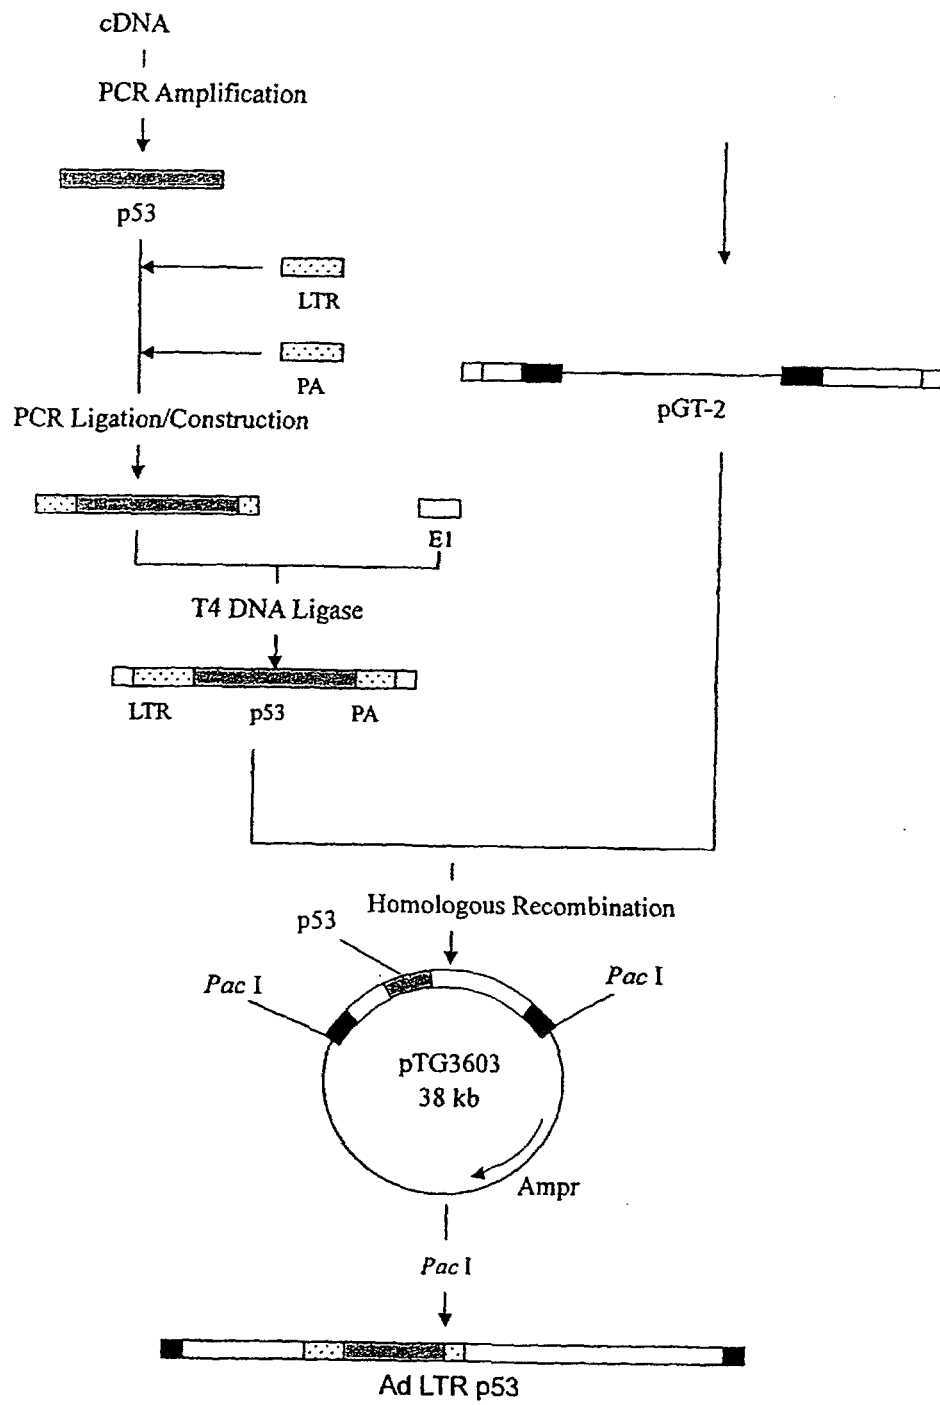 cDNA
PCR Amplification
p53
LTR
PA
pGT-2
PCR Ligation/Construction
E1
T4 DNA Ligase
LTR p53 PA
Homologous Recombination
p53
Pac I
Pac I
pTG3603
38 kb
Ampr
Pac I
Ad LTR p53